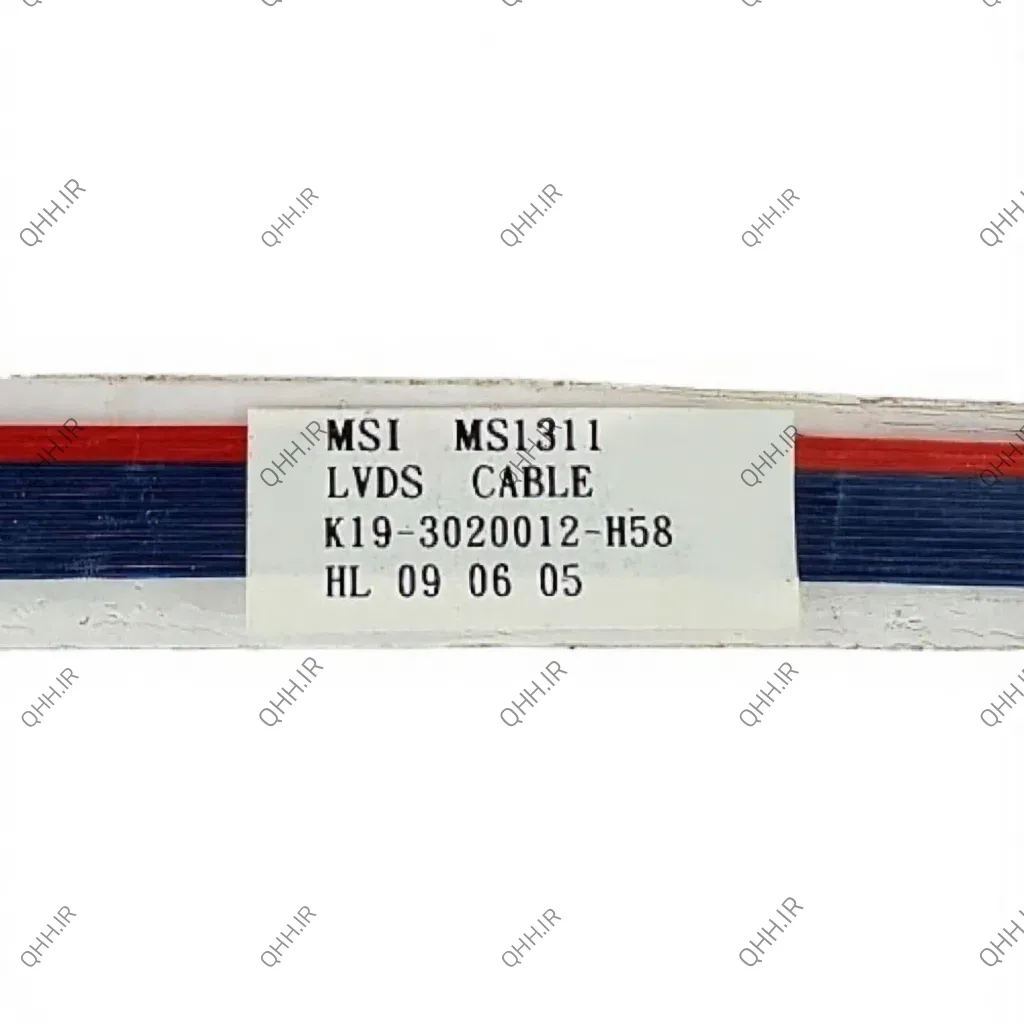 MSI MS1311
LVDS CABLE
K19-3020012-H58
HL 09 06 05
QHH.IR